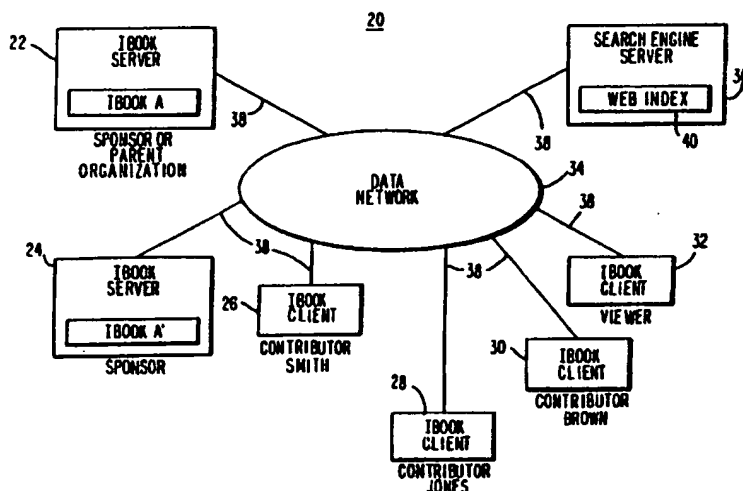 20
22
IBOOK
SERVER
IBOOK A
SPONSOR OR
PARENT
ORGANIZATION
38
SEARCH ENGINE
SERVER
WEB INDEX
40
38
DATA
NETWORK
34
38
24
IBOOK
SERVER
IBOOK A'
SPONSOR
38
26
IBOOK
CLIENT
CONTRIBUTOR
SMITH
38
28
IBOOK
CLIENT
CONTRIBUTOR
JONES
30
IBOOK
CLIENT
CONTRIBUTOR
BROWN
32
IBOOK
CLIENT
VIEWER